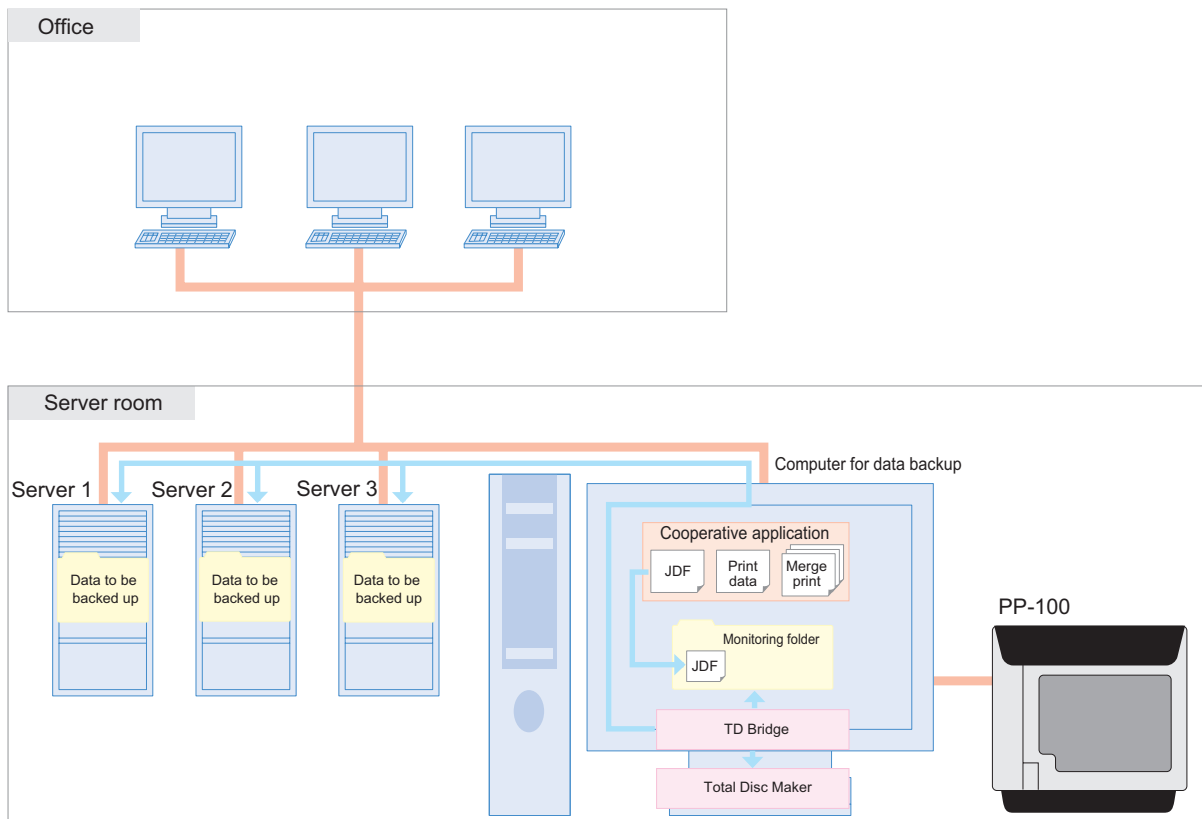 Office
Server room
Computer for data backup
Server 1
Server 2
Server 3
Cooperative application
JDF
Print
data
Merge
print
Data to be
backed up
Data to be
backed up
Data to be
backed up
PP-100
Monitoring folder
JDF
TD Bridge
Total Disc Maker